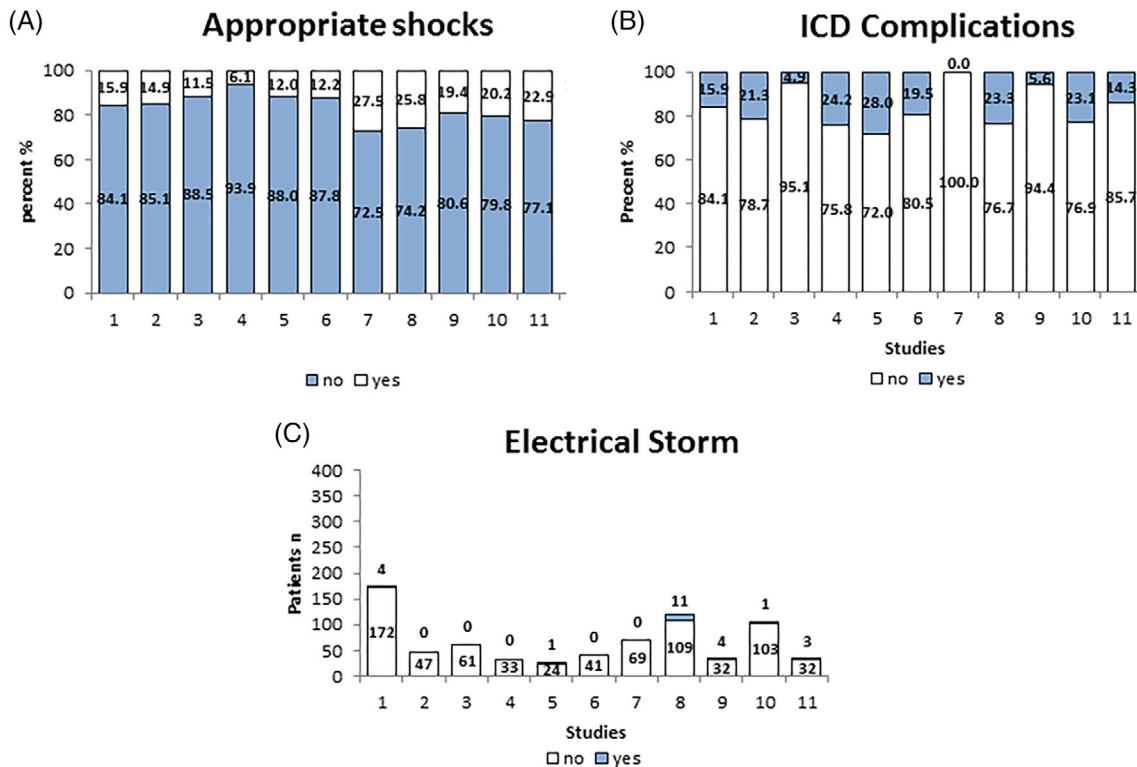 (A)
Appropriate shocks
percent %
100
80
60
40
20
0
15.9 14.9 11.5 6.1 12.0 12.2 27.5 25.8 19.4 20.2 22.9
84.1 85.1 88.5 93.9 88.0 87.8 72.5 74.2 80.6 79.8 77.1
1 2 3 4 5 6 7 8 9 10 11
no yes
(B)
ICD Complications
Precent %
100
80
60
40
20
0
15.9 21.3 4.9 24.2 28.0 19.5 0.0 23.3 5.6 23.1 14.3
84.1 78.7 95.1 75.8 72.0 80.5 100.0 76.7 94.4 76.9 85.7
1 2 3 4 5 6 7 8 9 10 11
Studies
no yes
(C)
Electrical Storm
Patients n
400
350
300
250
200
150
100
50
0
4 0 0 0 1 0 0 11 4 1 3
172 47 61 33 24 41 69 109 32 103 32
1 2 3 4 5 6 7 8 9 10 11
Studies
no yes